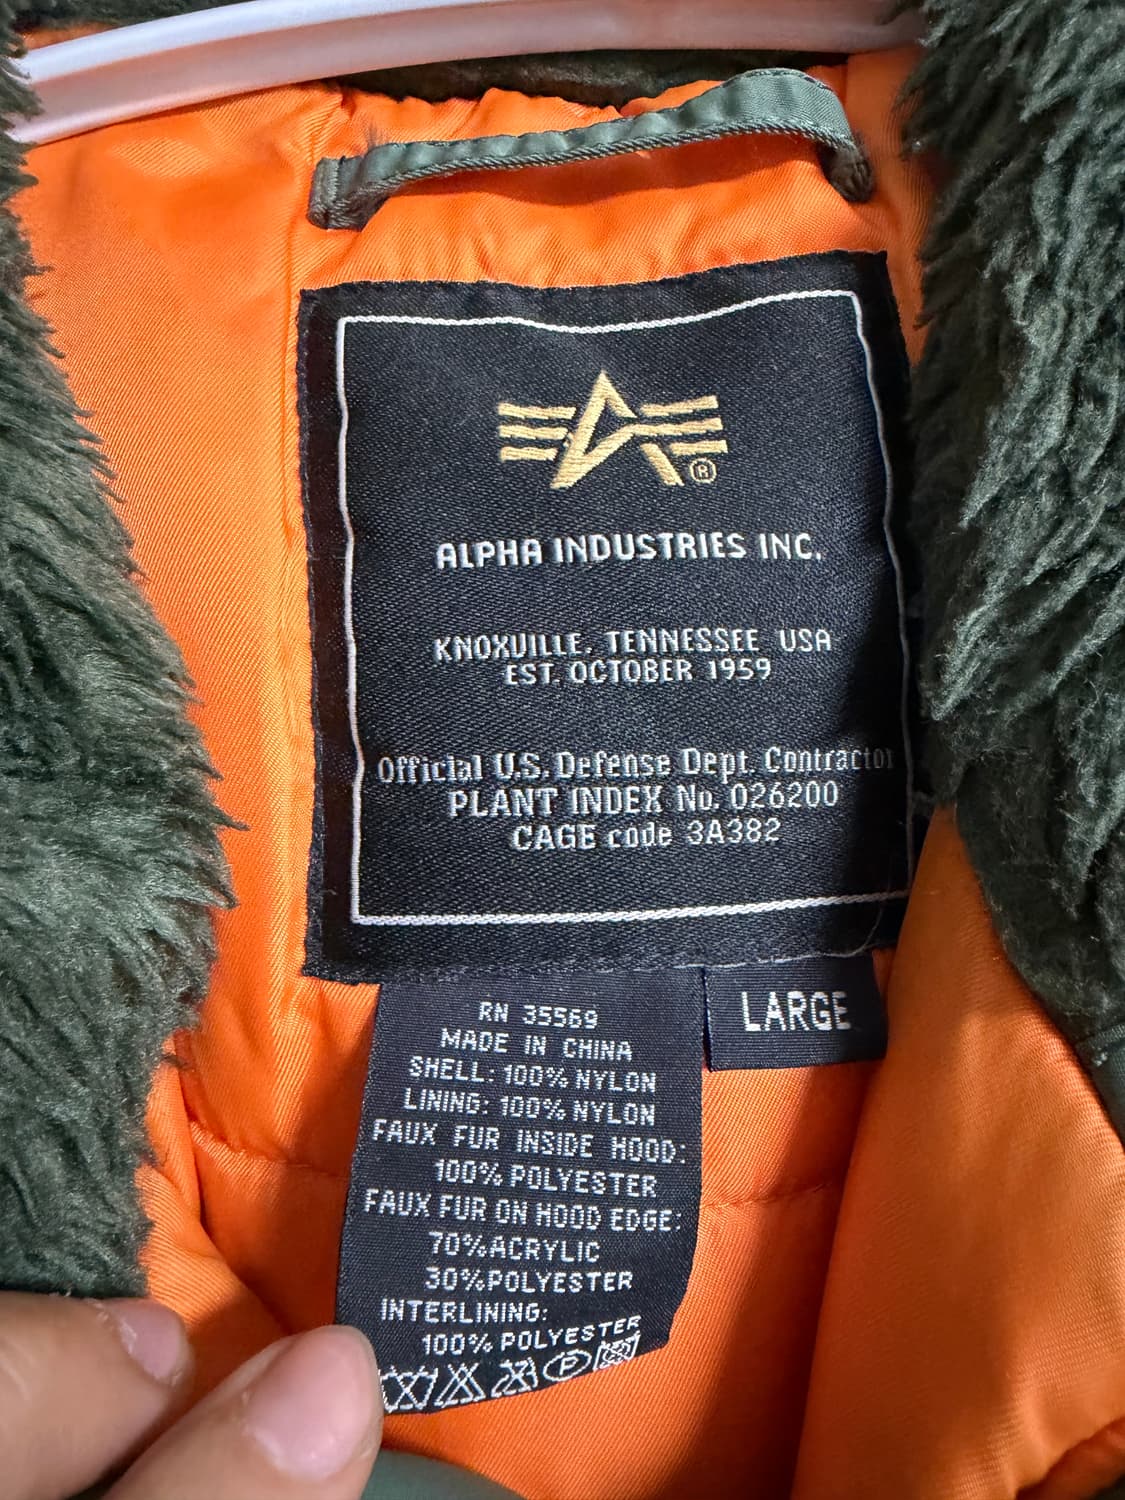 ®
ALPHA INDUSTRIES INC.
KNOXVILLE, TENNESSEE USA
EST. OCTOBER 1959
Official U.S. Defense Dept. Contractor
PLANT INDEX No. 026200
CAGE code 3A382
LARGE
RN 35569
MADE IN CHINA
SHELL: 100% NYLON
LINING: 100% NYLON
FAUX FUR INSIDE HOOD:
100% POLYESTER
FAUX FUR ON HOOD EDGE:
70%ACRYLIC
30%POLYESTER
INTERLINING:
100% POLYESTER
P